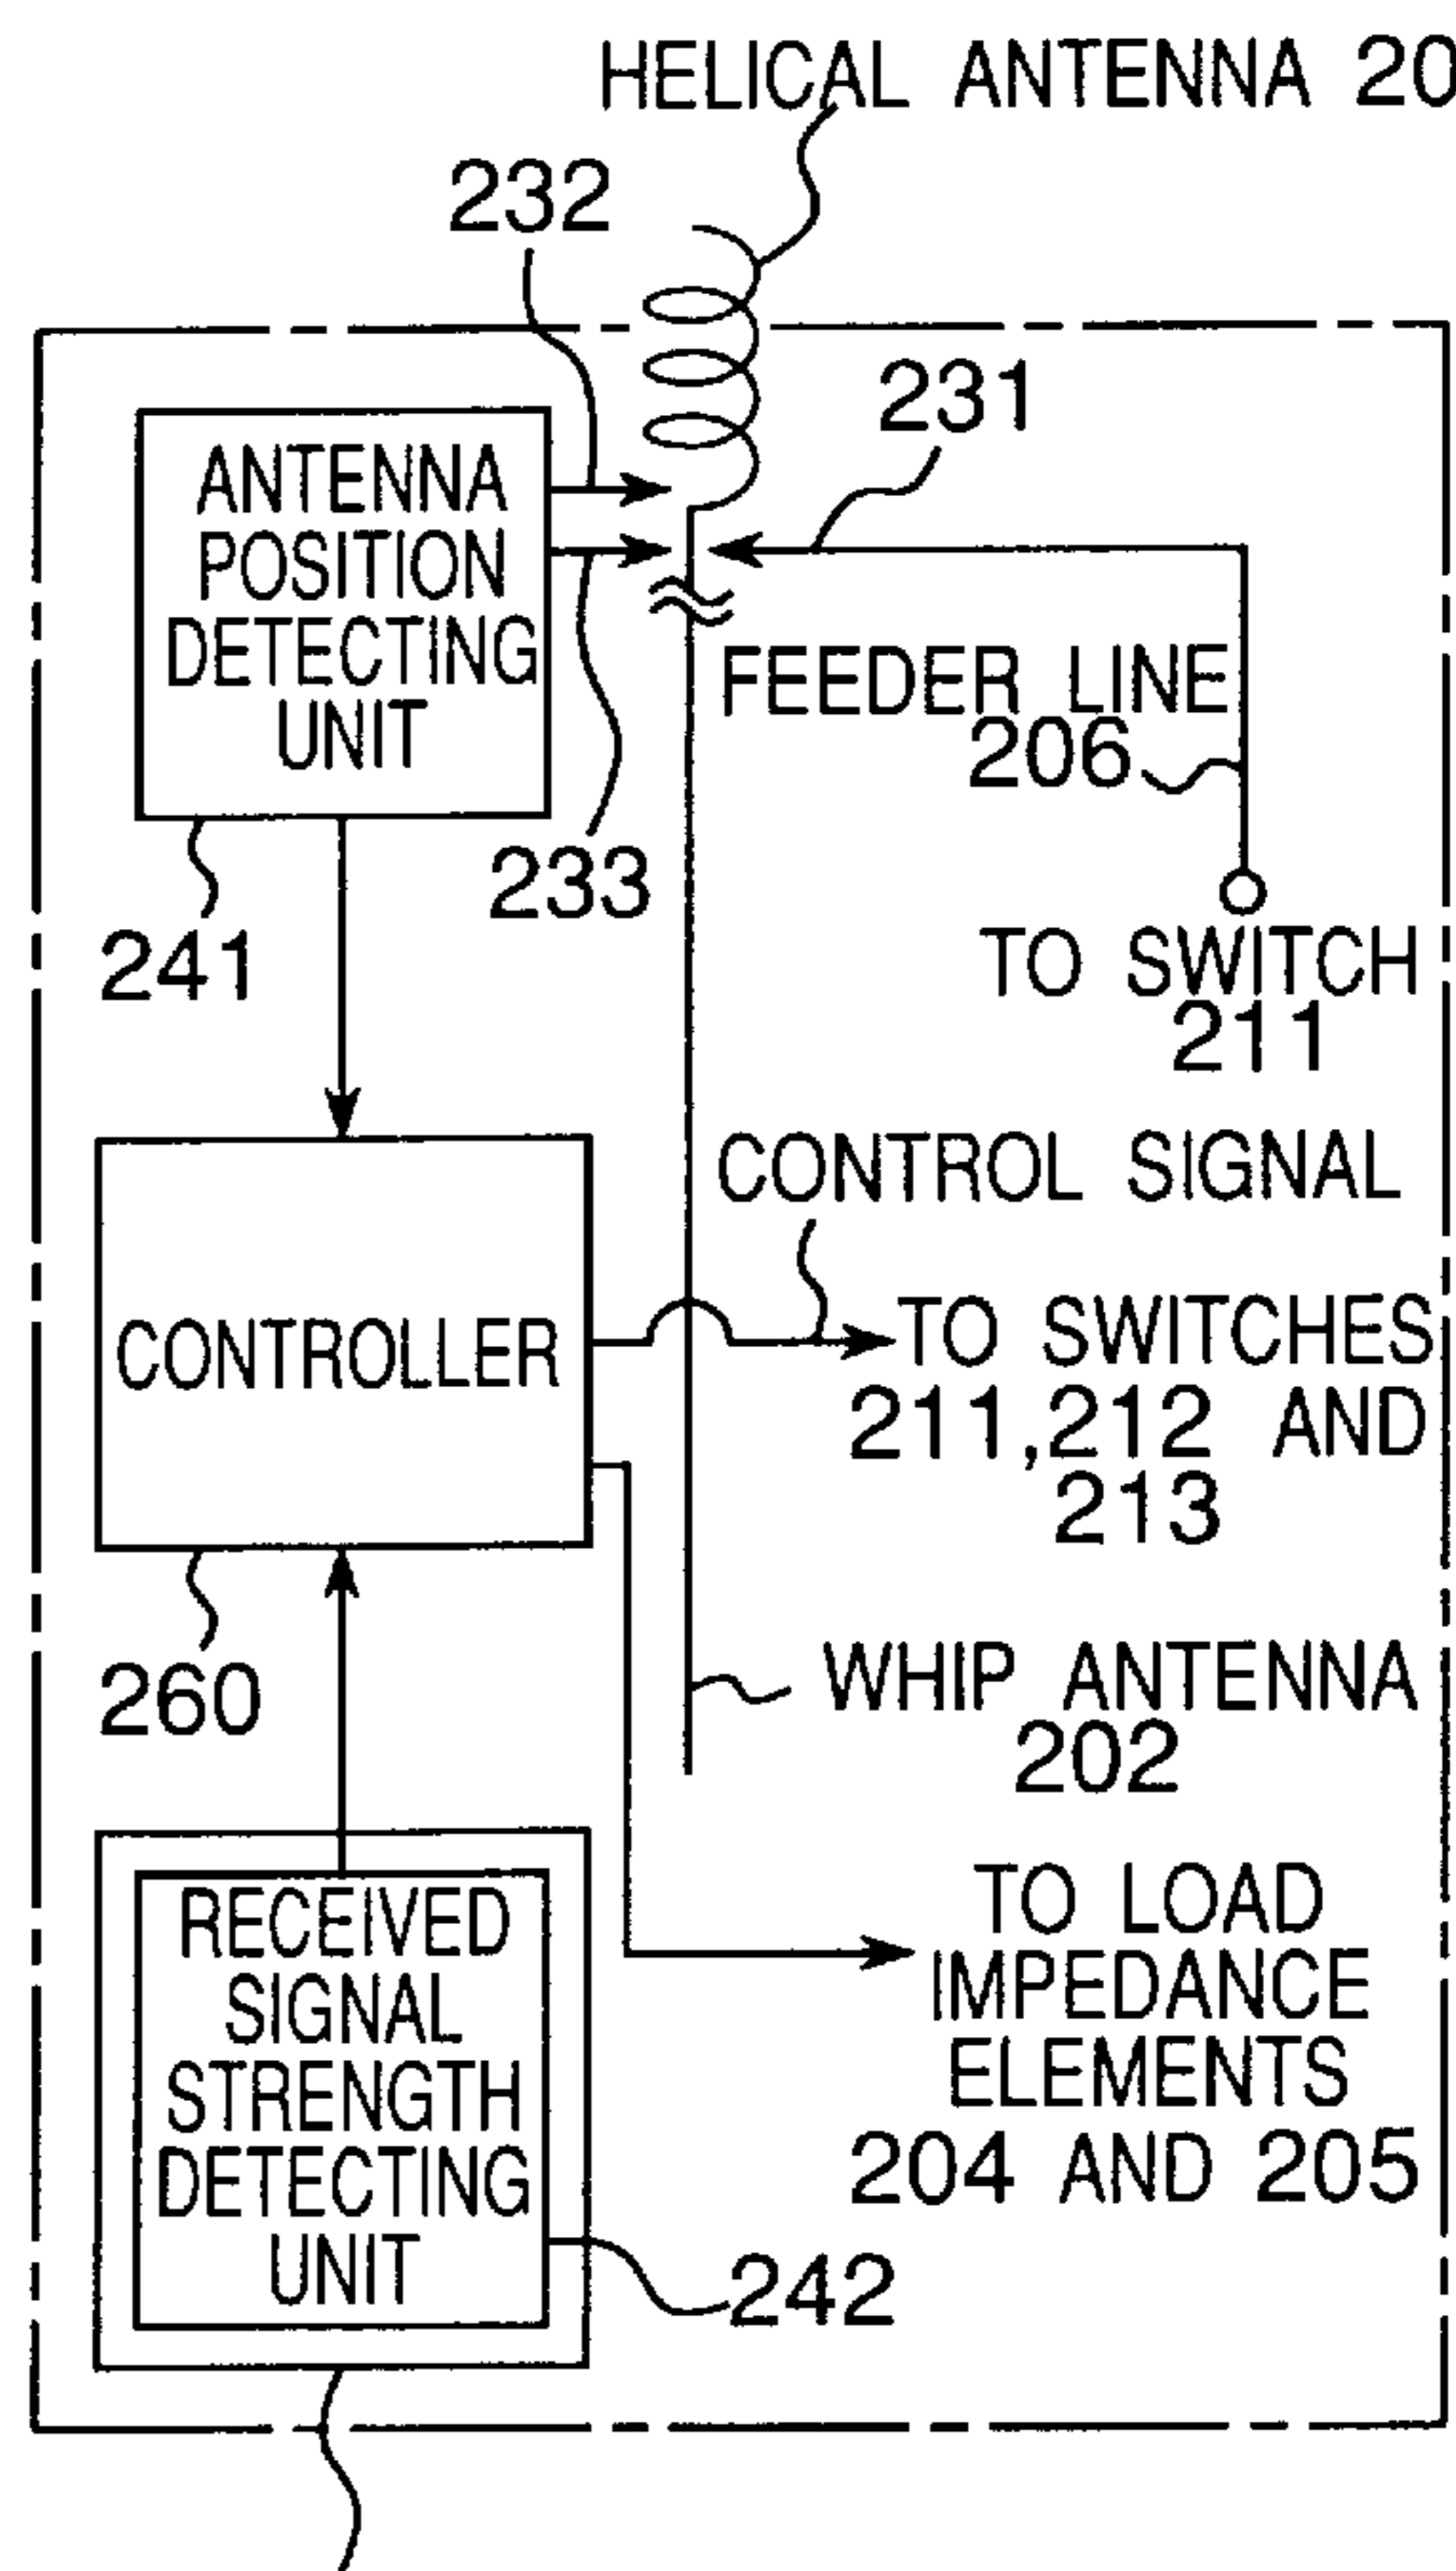 HELICAL ANTENNA 20
232
231
ANTENNA
POSITION
DETECTING
UNIT
FEEDER LINE
206
233
241
TO SWITCH
211
CONTROL SIGNAL
CONTROLLER
TO SWITCHES
211,212 AND
213
260
WHIP ANTENNA
202
RECEIVED
SIGNAL
STRENGTH
DETECTING
UNIT
TO LOAD
IMPEDANCE
ELEMENTS
204 AND 205
242